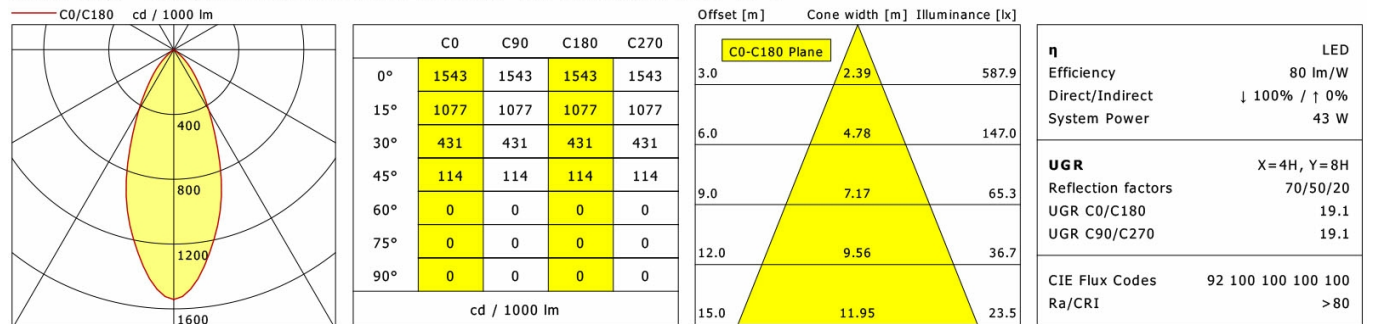 C0/C180 cd / 1000 lm
400
800
1200
1600
C0 C90 C180 C270
0° 1543 1543 1543 1543
15° 1077 1077 1077 1077
30° 431 431 431 431
45° 114 114 114 114
60° 0 0 0 0
75° 0 0 0 0
90° 0 0 0 0
cd / 1000 lm
Offset [m] Cone width [m] Illuminance [lx]
C0-C180 Plane
3.0 2.39 587.9
6.0 4.78 147.0
9.0 7.17 65.3
12.0 9.56 36.7
15.0 11.95 23.5
η LED
Efficiency 80 lm/W
Direct/Indirect ↓ 100% / ↑ 0%
System Power 43 W
UGR X=4H, Y=8H
Reflection factors 70/50/20
UGR C0/C180 19.1
UGR C90/C270 19.1
CIE Flux Codes 92 100 100 100 100
Ra/CRI >80